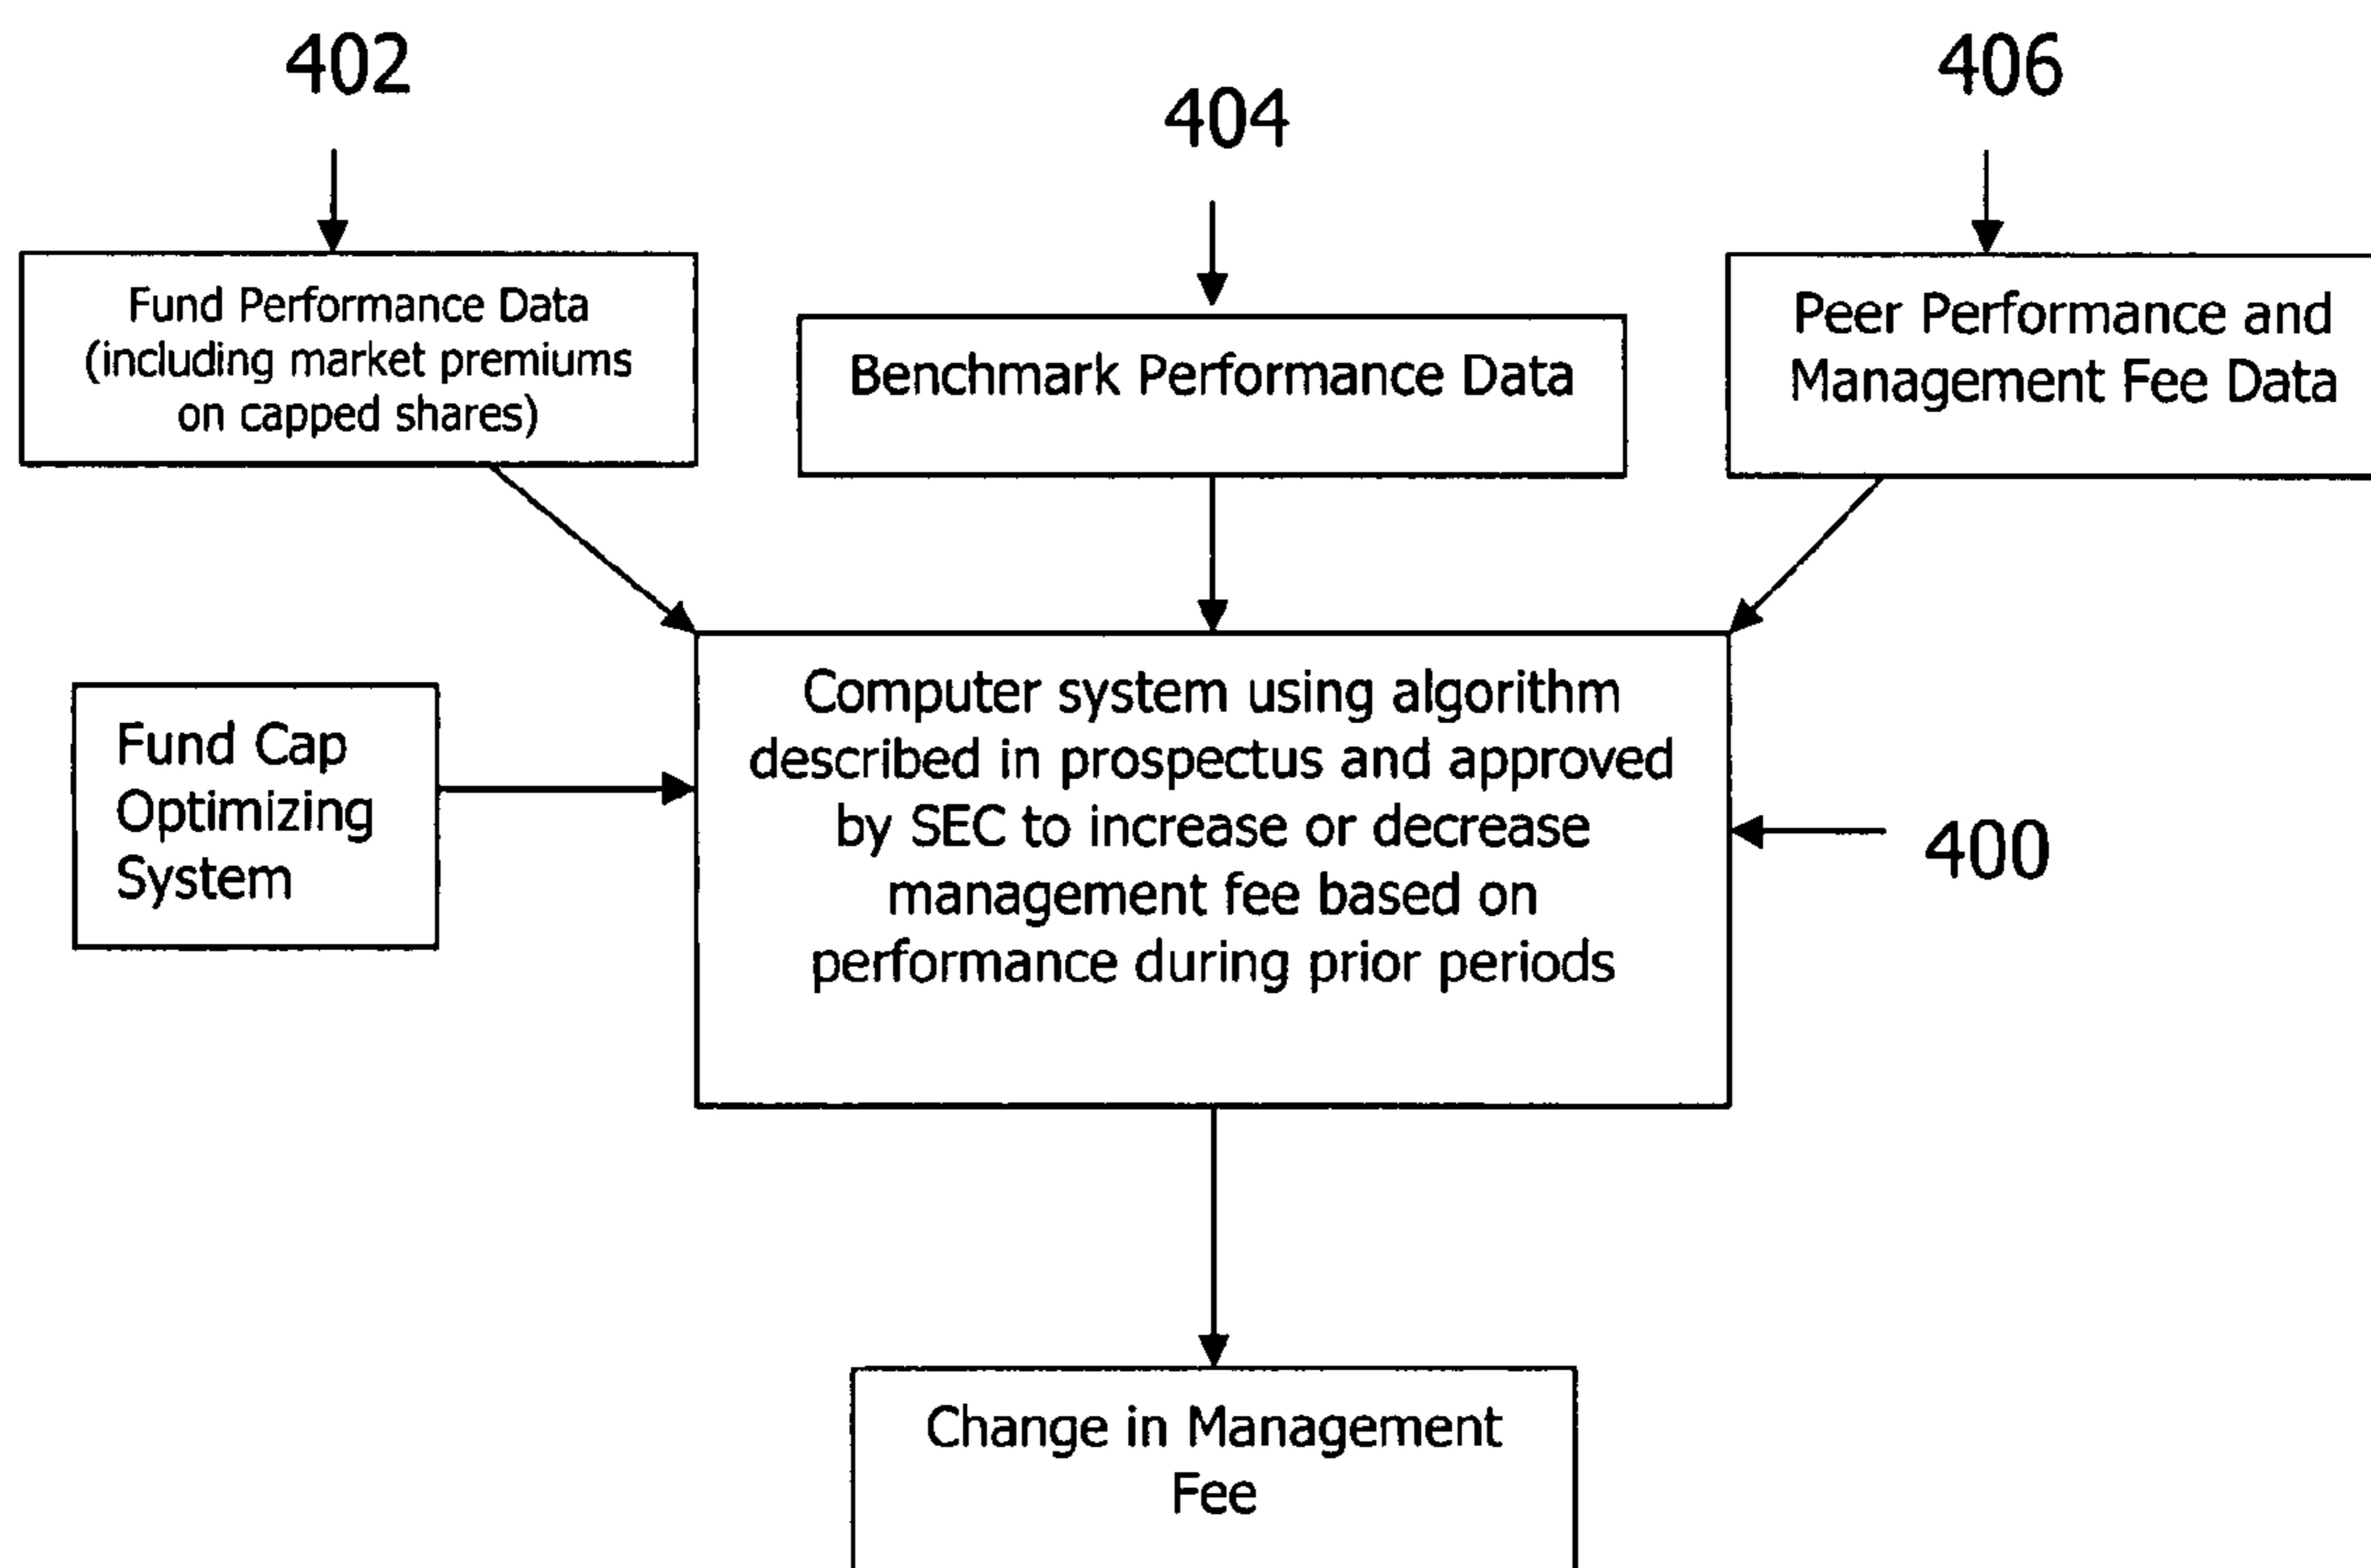 402
404
406
Fund Performance Data
(including market premiums
on capped shares)
Benchmark Performance Data
Peer Performance and
Management Fee Data
Fund Cap
Optimizing
System
Computer system using algorithm
described in prospectus and approved
by SEC to increase or decrease
management fee based on
performance during prior periods
400
Change in Management
Fee